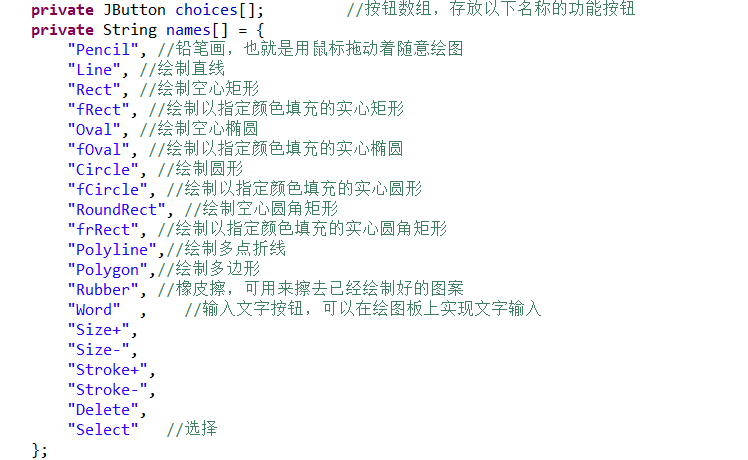 private JButton choices[]; //按钮数组，存放以下名称的功能按钮
private String names[] = {
"Pencil", //铅笔画，也就是用鼠标拖动着随意绘图
"Line", //绘制直线
"Rect", //绘制空心矩形
"fRect", //绘制以指定颜色填充的实心矩形
"Oval", //绘制空心椭圆
"fOval", //绘制以指定颜色填充的实心椭圆
"Circle", //绘制圆形
"fCircle", //绘制以指定颜色填充的实心圆形
"RoundRect", //绘制空心圆角矩形
"frRect", //绘制以指定颜色填充的实心圆角矩形
"Polyline",//绘制多点折线
"Polygon",//绘制多边形
"Rubber", //橡皮擦，可用来擦去已经绘制好的图案
"Word" , //输入文字按钮，可以在绘图板上实现文字输入
"Size+",
"Size-",
"Stroke+",
"Stroke-",
"Delete",
"Select" //选择
};